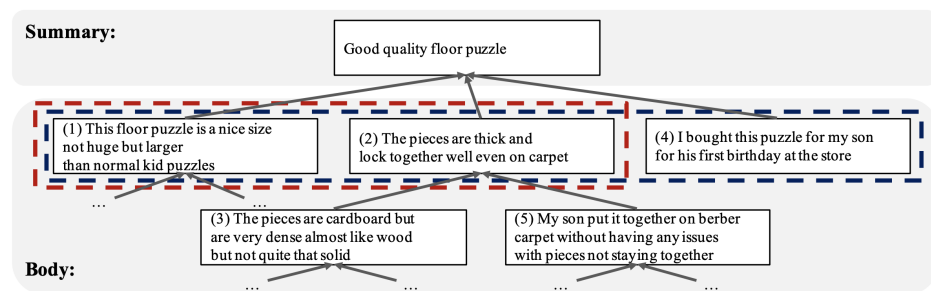 Summary:
Good quality floor puzzle
(1) This floor puzzle is a nice size
not huge but larger
than normal kid puzzles
(2) The pieces are thick and
lock together well even on carpet
(4) I bought this puzzle for my son
for his first birthday at the store
...
...
(3) The pieces are cardboard but
are very dense almost like wood
but not quite that solid
(5) My son put it together on berber
carpet without having any issues
with pieces not staying together
Body:
...
...
...
...